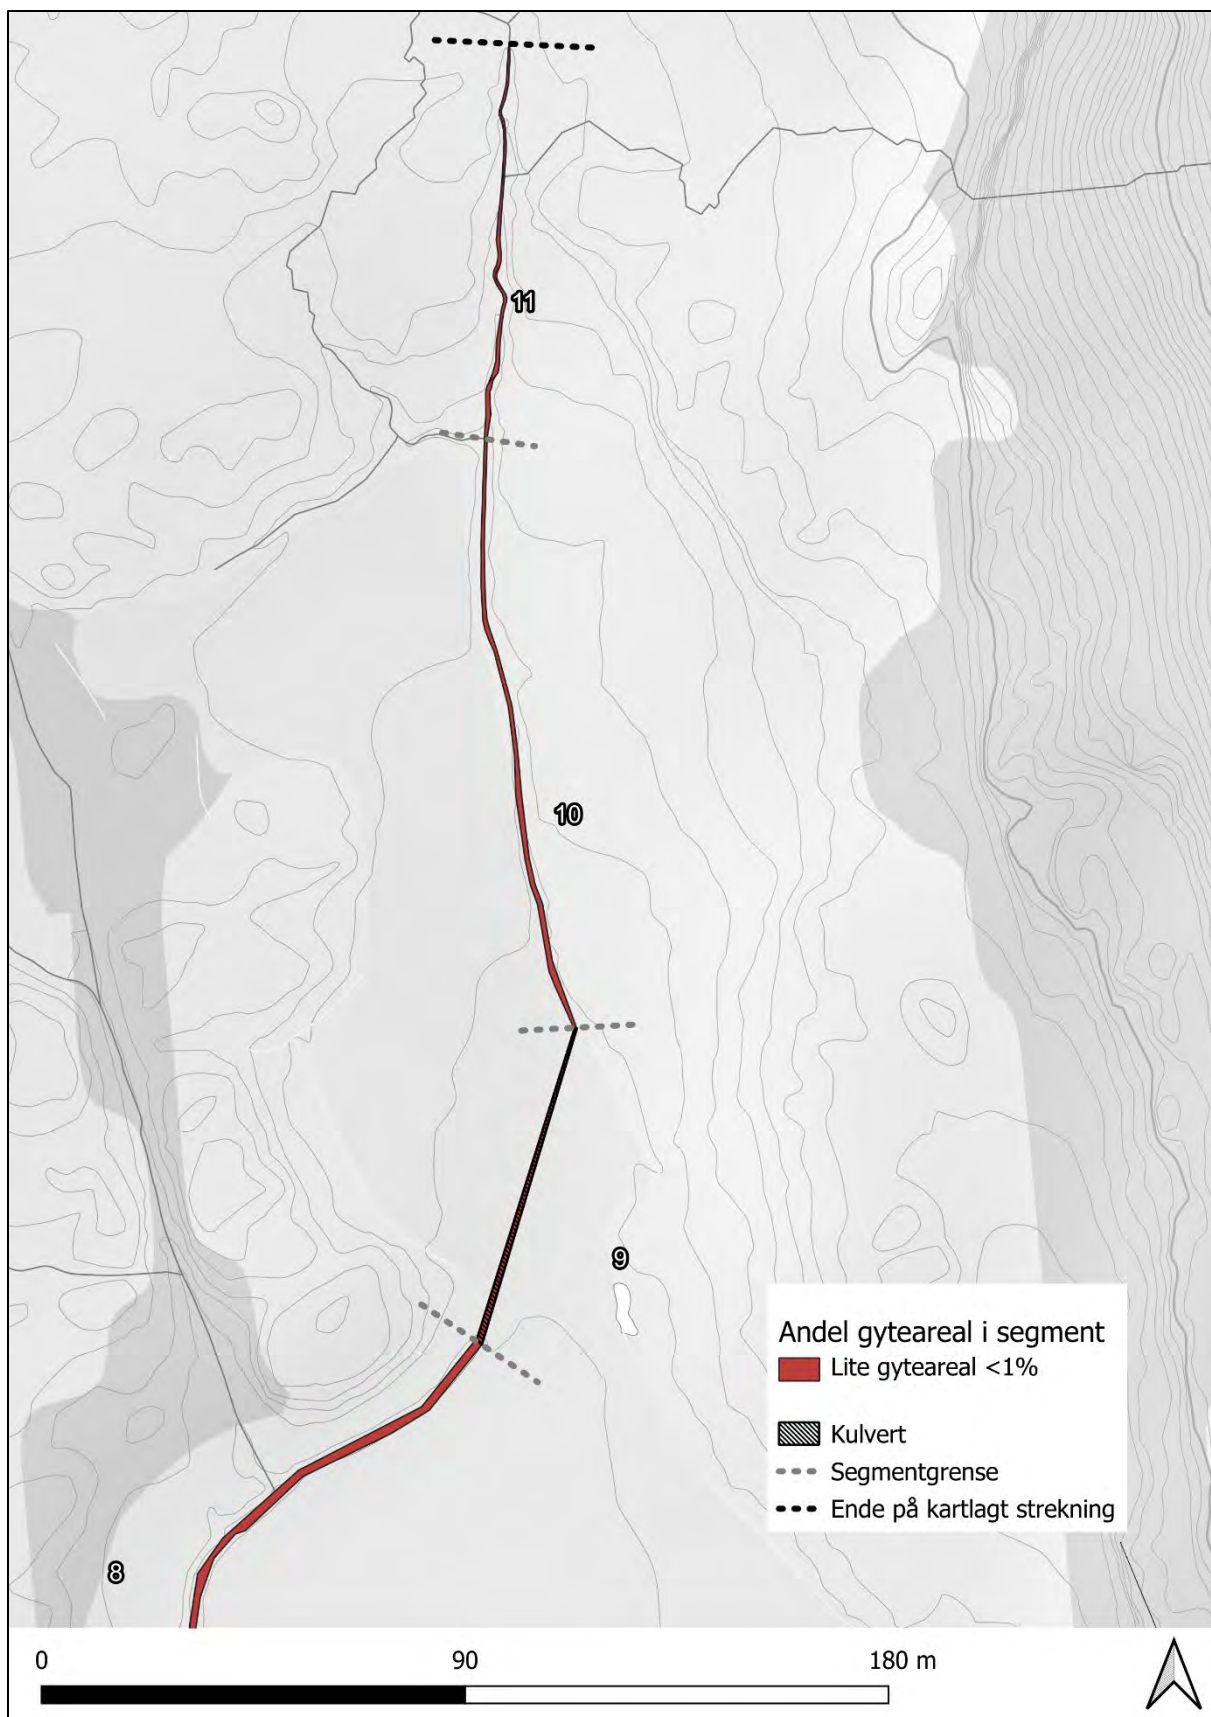 11
10
9
Andel gyteareal i segment
Lite gyteareal <1%
Kulvert
Segmentgrense
Ende på kartlagt strekning
8
0 90 180 m